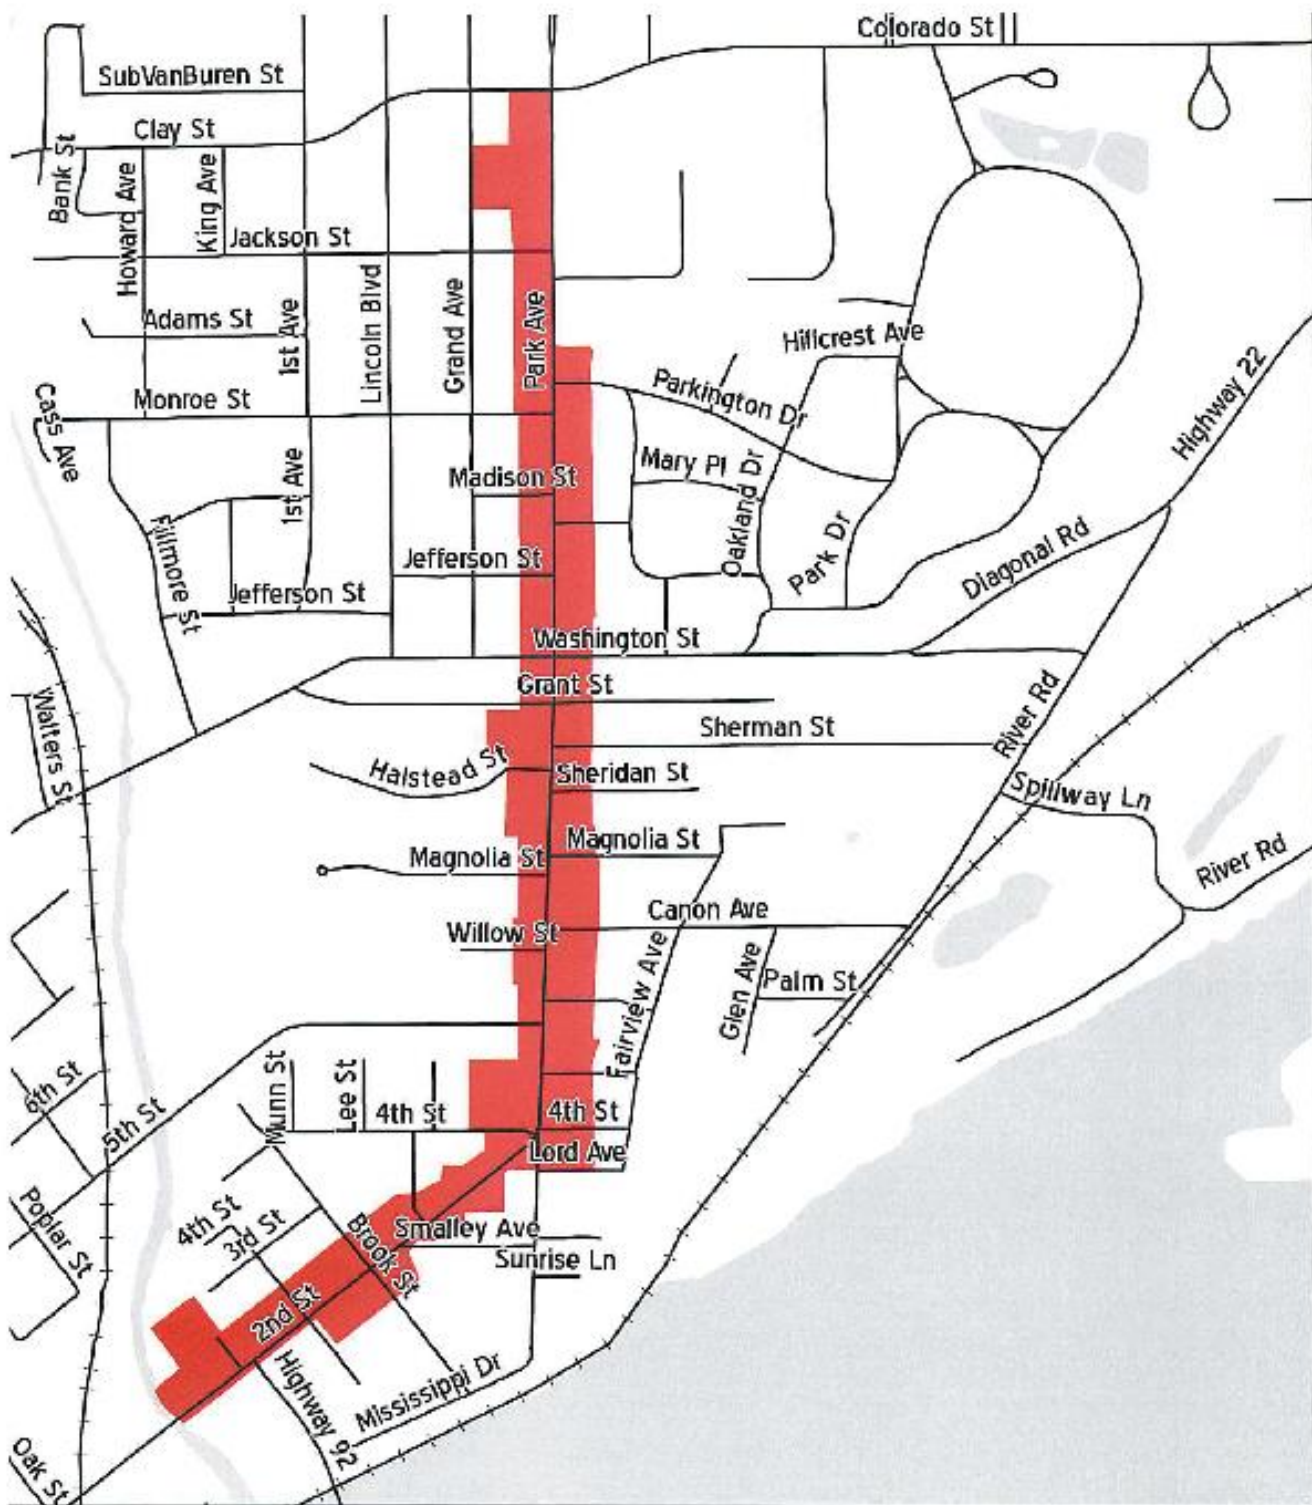 Colorado St
SubVanBuren St
Clay St
Bank St
Howard Ave
King Ave
Jackson St
Adams St
1st Ave
Lincoln Blvd
Grand Ave
Park Ave
Hillcrest Ave
Monroe St
Cass Ave
Parkington Dr
Highway 22
Mary Pl
Madison St
1st Ave
Oakland Dr
Fillmore St
Jefferson St
Park Dr
Diagonal Rd
Jefferson St
Washington St
Grant St
Walters St
Sherman St
River Rd
Halstead St
Sheridan St
Spillway Ln
Magnolia St
Magnolia St
River Rd
Canon Ave
Willow St
Fairview Ave
Glen Ave
Palm St
6th St
5th St
Munn St
Lee St
4th St
4th St
Lord Ave
Poplar St
4th St
3rd St
Brook St
Smalley Ave
Sunrise Ln
2nd St
Highway 92
Mississippi Dr
Oak St